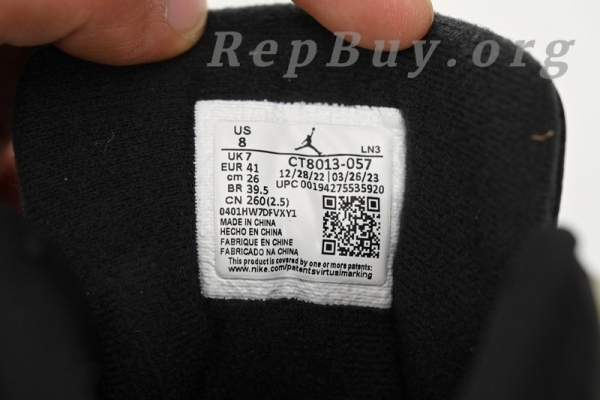 RepBuy.org
US
8
LN3
UK 7
EUR 41
cm 26
BR 39.5
CN 260(2.5)
CT8013-057
12/28/22 | 03/26/23
UPC 00194275535920
0401HW7DFVXY1
MADE IN CHINA
HECHO EN CHINA
FABRIQUE EN CHINE
FABRICADO NA CHINA
This product is covered by one or more patents:
www.nike.com/patentsvirtualmarking